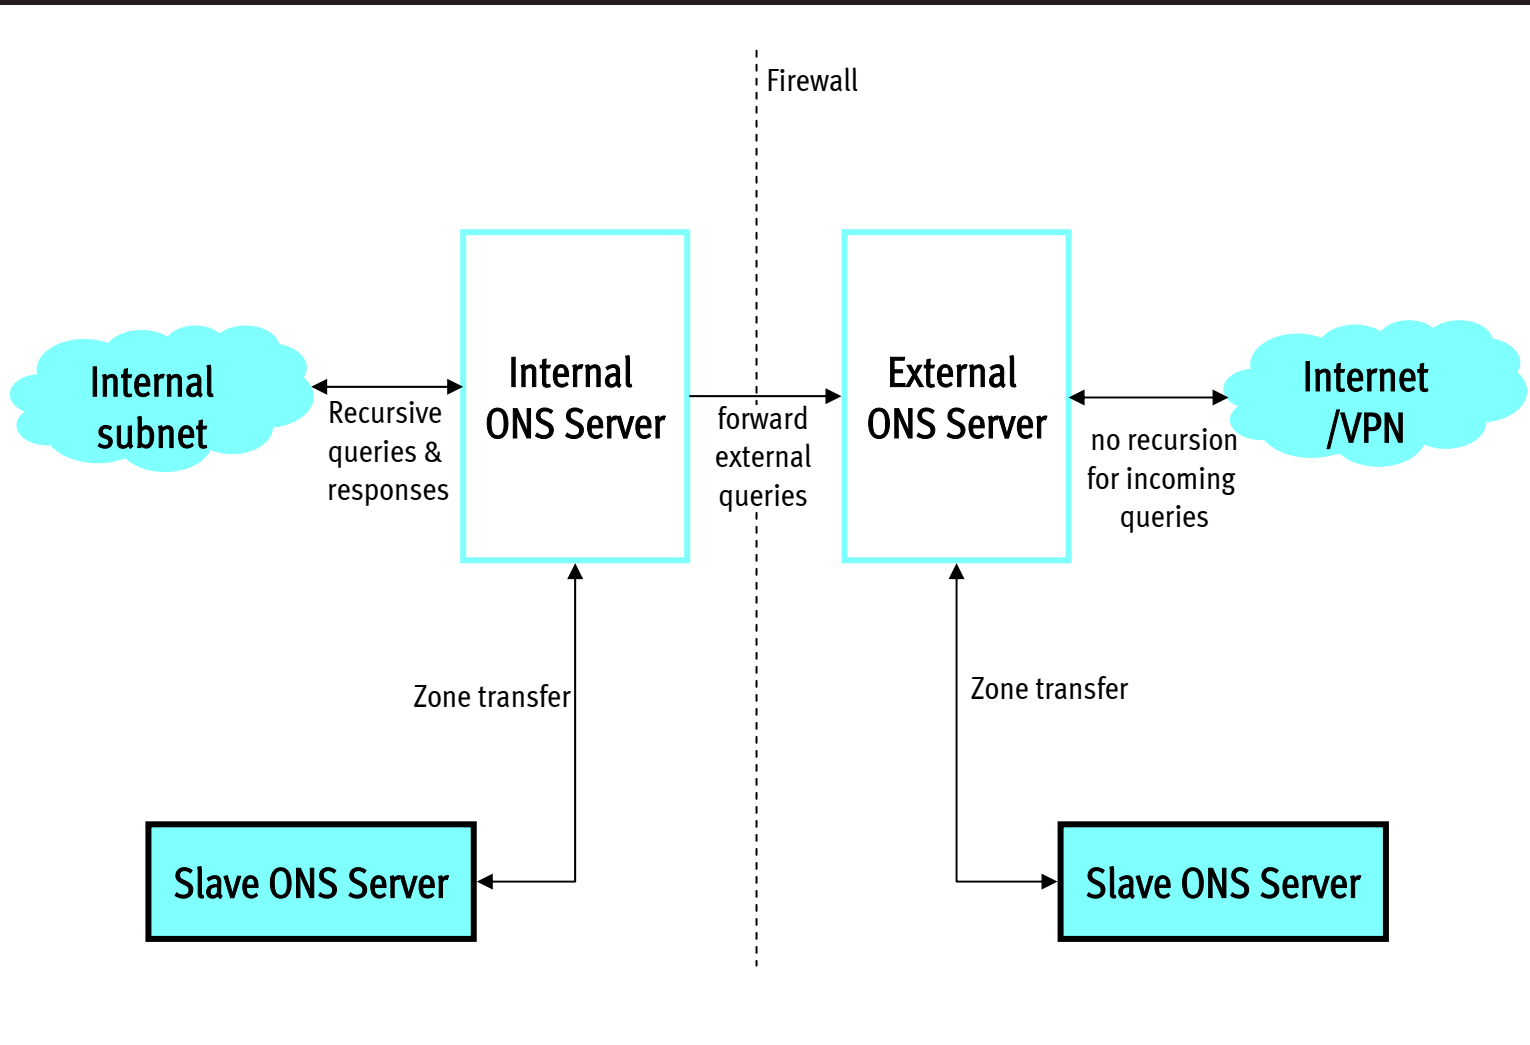 Firewall
Internal
subnet
Recursive
queries &
responses
Internal
ONS Server
forward
external
queries
External
ONS Server
no recursion
for incoming
queries
Internet
/VPN
Zone transfer
Zone transfer
Slave ONS Server
Slave ONS Server